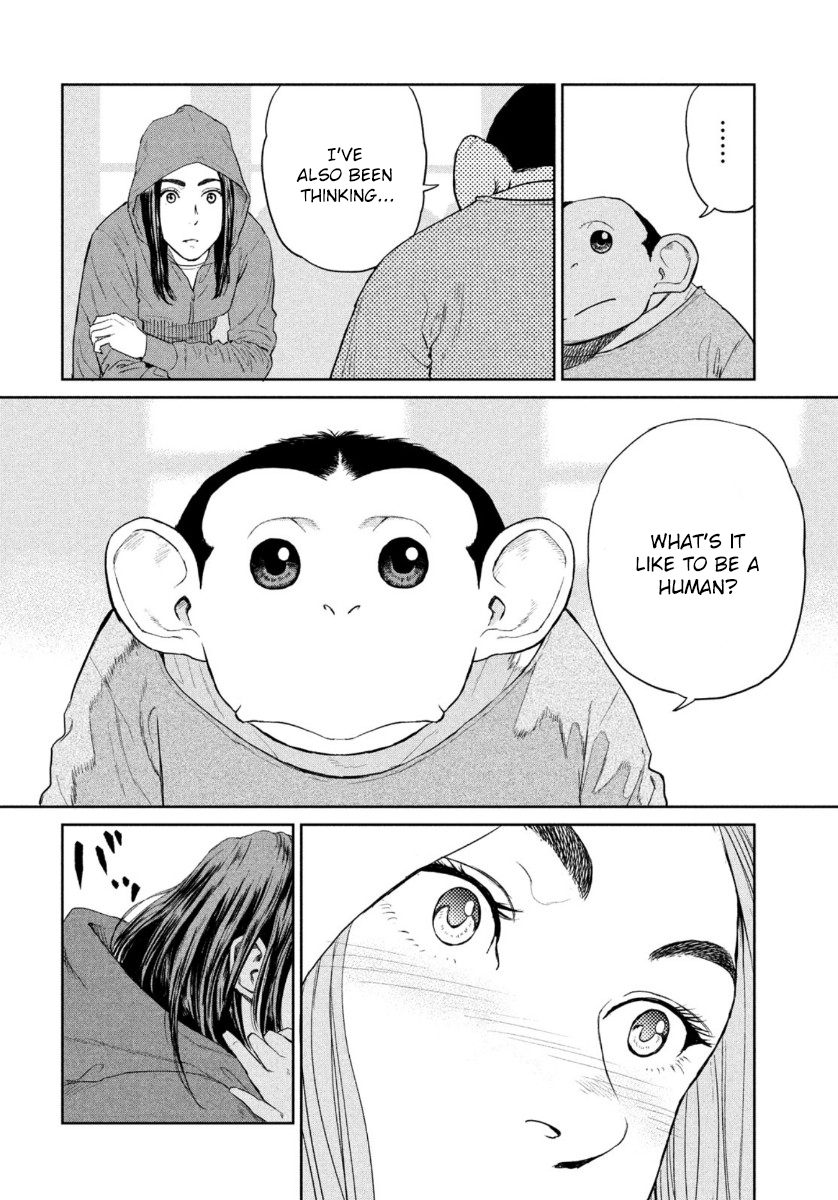 ......
I'VE
ALSO BEEN
THINKING...
WHAT'S IT
LIKE TO BE A
HUMAN?